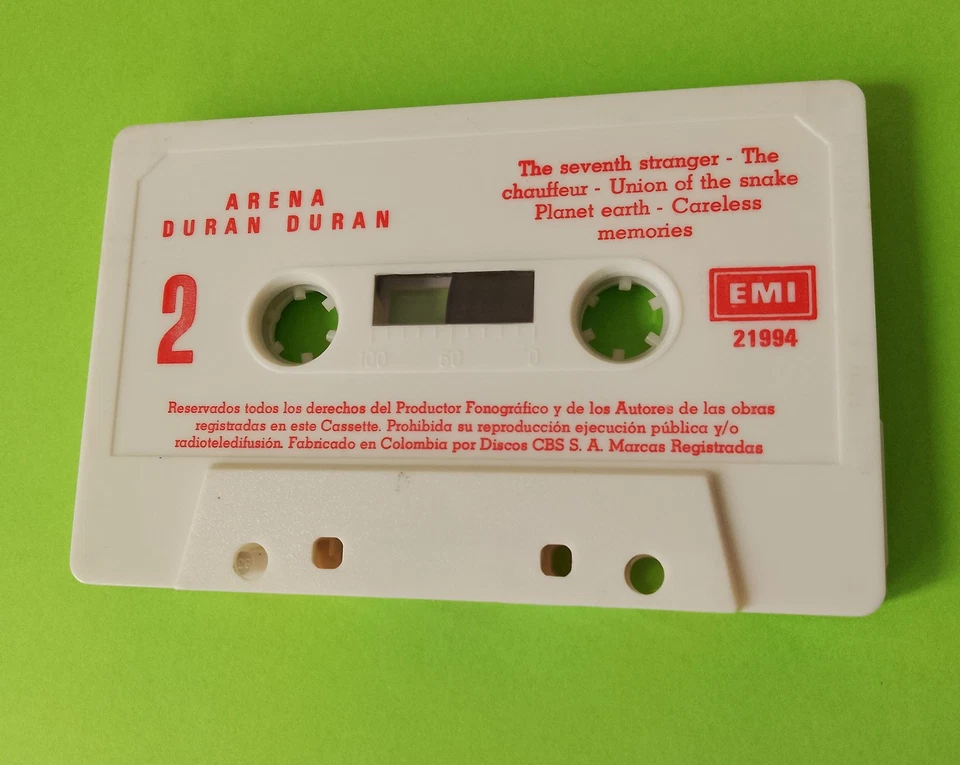 ARENA
DURAN DURAN
The seventh stranger - The
chauffeur - Union of the snake
Planet earth - Careless
memories
2
100 50 0
EMI
21994
Reservados todos los derechos del Productor Fonográfico y de los Autores de las obras
registradas en este Cassette. Prohibida su reproducción ejecución pública y/o
radioteledifusión. Fabricado en Colombia por Discos CBS S. A. Marcas Registradas